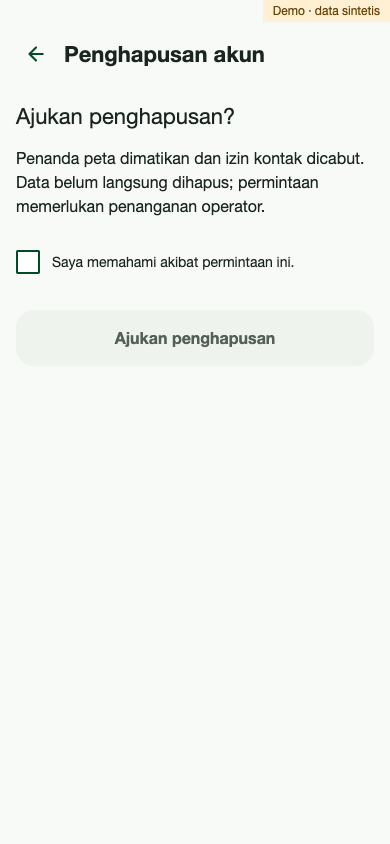 Demo · data sintetis
Penghapusan akun
Ajukan penghapusan?
Penanda peta dimatikan dan izin kontak dicabut.
Data belum langsung dihapus; permintaan
memerlukan penanganan operator.
Saya memahami akibat permintaan ini.
Ajukan penghapusan